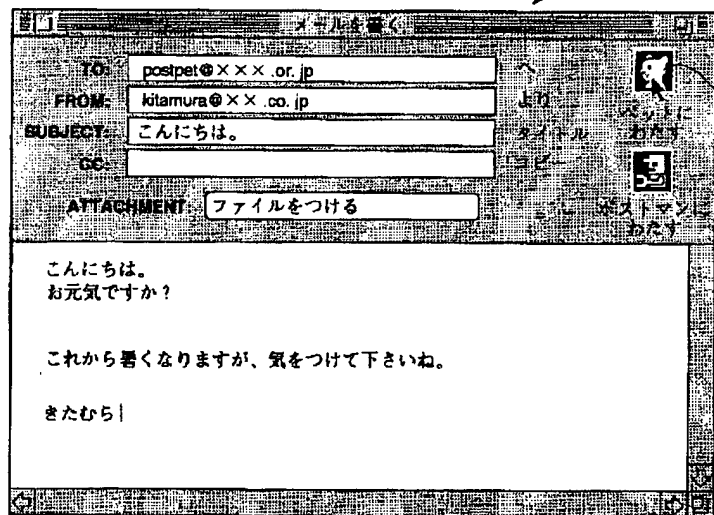 メールを書く
TO: postpet@×××.or.jp へ
FROM: kitamura@××.co.jp より
SUBJECT: こんにちは。 タイトル
CC: コピー
ATTACHMENT: ファイルをつける
ペットに
わたす
ポストマンに
わたす
こんにちは。
お元気ですか?
これから暑くなりますが、気をつけて下さいね。
きたむら